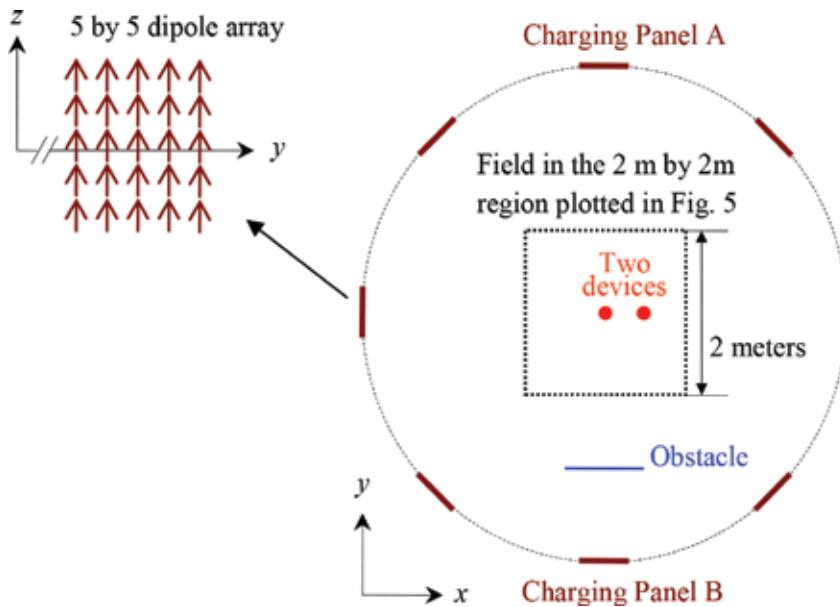 z
5 by 5 dipole array
y
Charging Panel A
Field in the 2 m by 2m
region plotted in Fig. 5
Two
devices
2 meters
Obstacle
y
x
Charging Panel B